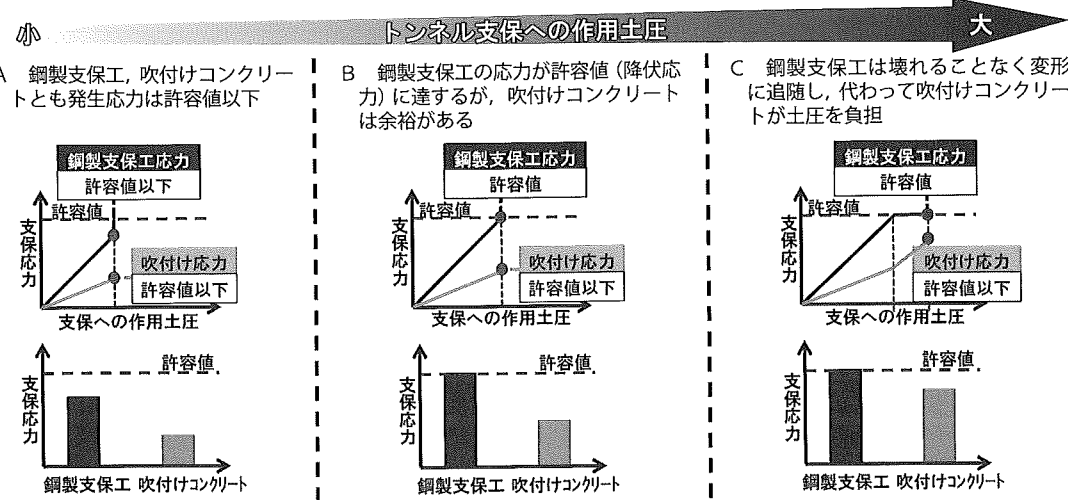 小
トンネル支保への作用土圧
大
A 鋼製支保工，吹付けコンクリー
トとも発生応力は許容値以下
鋼製支保工応力
許容値以下
許容値
支保応力
吹付け応力
許容値以下
支保への作用土圧
許容値
支保応力
鋼製支保工 吹付けコンクリート
B 鋼製支保工の応力が許容値（降伏応
力）に達するが，吹付けコンクリート
は余裕がある
鋼製支保工応力
許容値
許容値
支保応力
吹付け応力
許容値以下
支保への作用土圧
許容値
支保応力
鋼製支保工 吹付けコンクリート
C 鋼製支保工は壊れることなく変形
に追随し，代わって吹付けコンクリー
トが土圧を負担
鋼製支保工応力
許容値
許容値
支保応力
吹付け応力
許容値以下
支保への作用土圧
許容値
支保応力
鋼製支保工 吹付けコンクリート